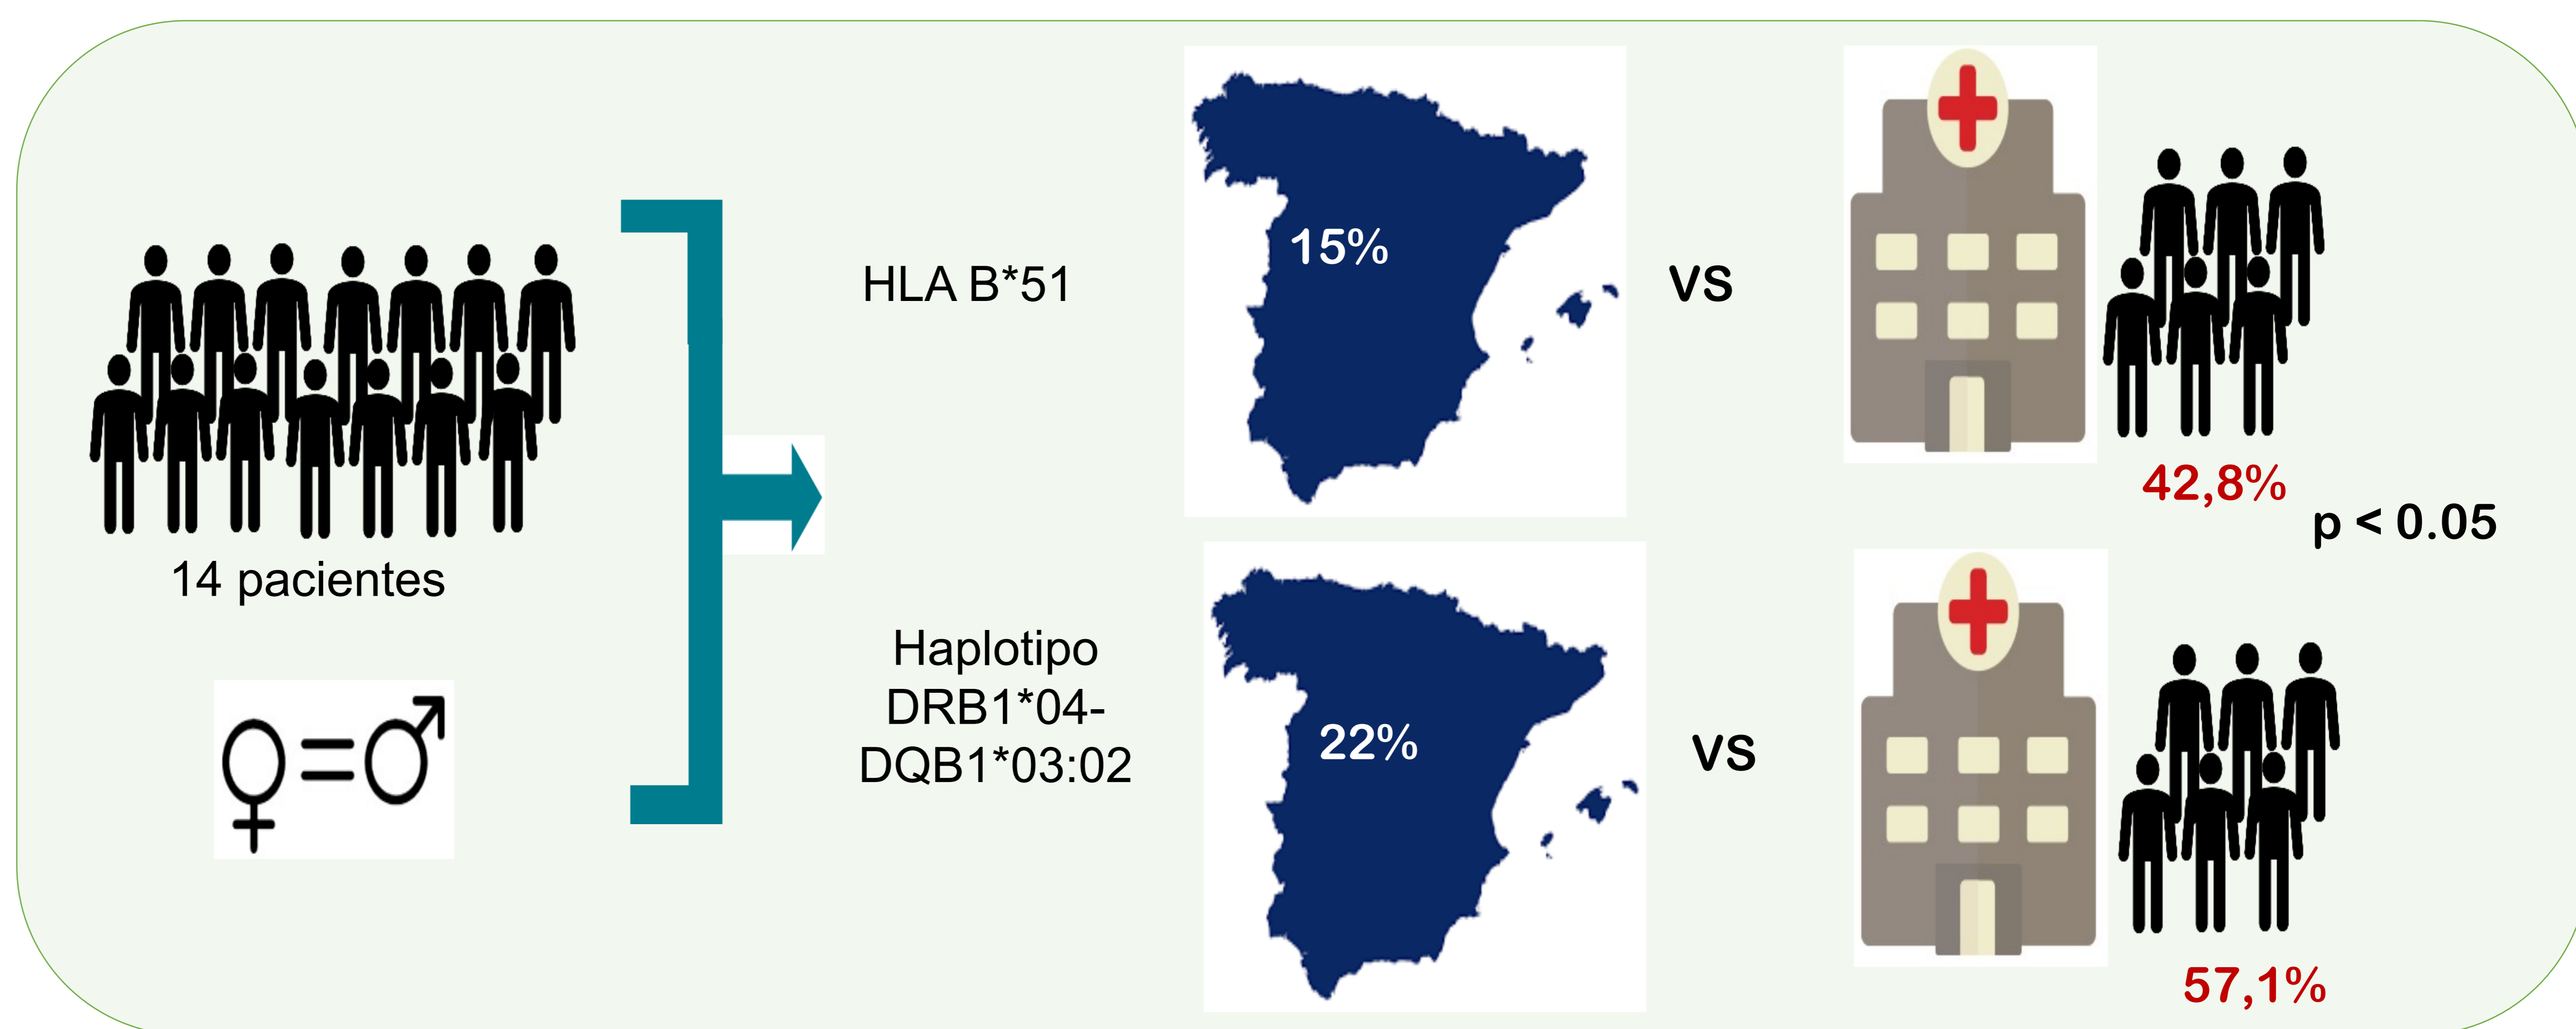 14 pacientes
HLA B*51
15%
VS
42,8%
p < 0.05
Haplotipo
DRB1*04-
DQB1*03:02
22%
VS
57,1%